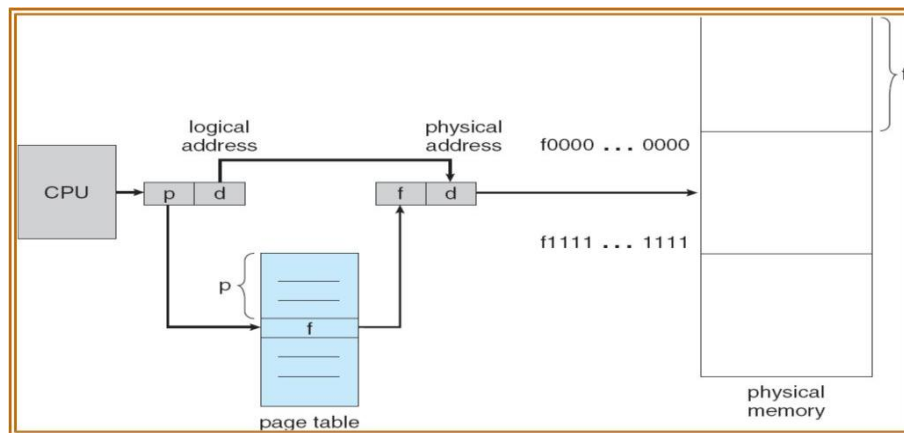 logical
address
physical
address
f0000 ... 0000
f
CPU
p
d
f
d
f1111 ... 1111
p
f
page table
physical
memory